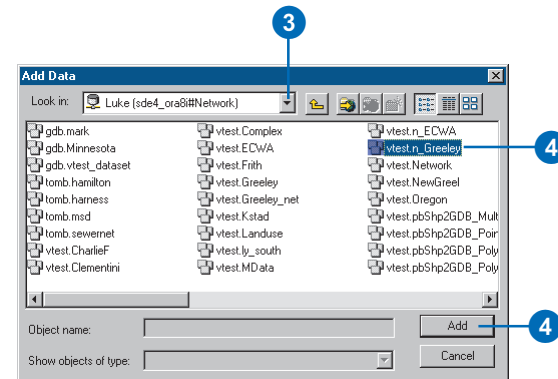 3
Add Data
Look in: Luke (sde4_ora8i#Network)
gdb.mark
gdb.Minnesota
gdb.vtest_dataset
tomb.hamilton
tomb.harness
tomb.msd
tomb.sewernet
vtest.CharlieF
vtest.Clementini
vtest.Complex
vtest.ECWA
vtest.Frith
vtest.Greeley
vtest.Greeley_net
vtest.Kstad
vtest.Landuse
vtest.ly_south
vtest.MData
vtest.n_ECWA
vtest.n_Greeley
4
vtest.Network
vtest.NewGreel
vtest.Oregon
vtest.pbShp2GDB_Mult
vtest.pbShp2GDB_Poin
vtest.pbShp2GDB_Poly
vtest.pbShp2GDB_Poly
Object name:
Add
4
Show objects of type:
Cancel